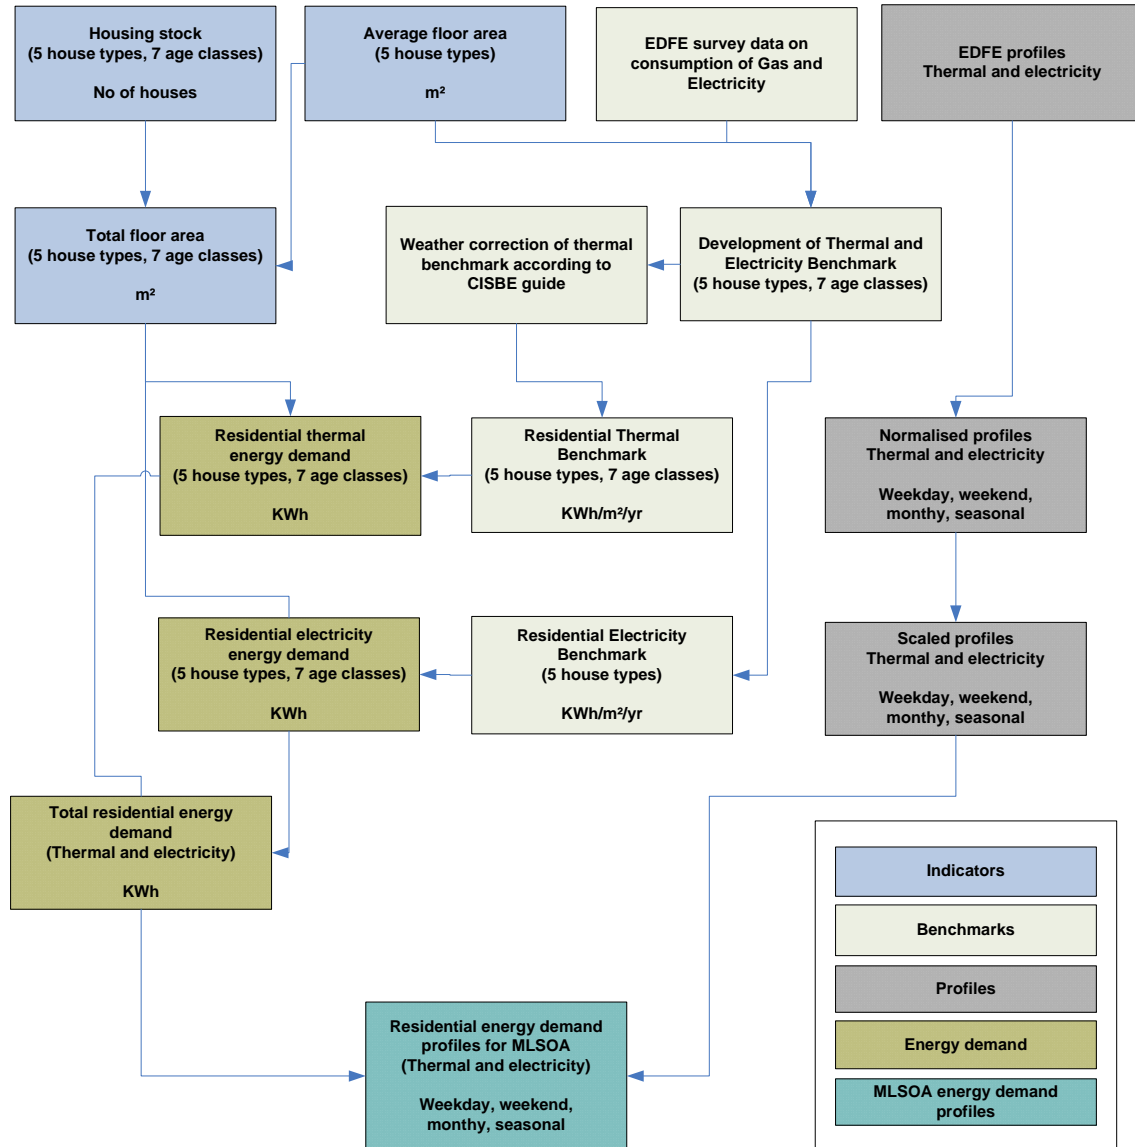 Housing stock
(5 house types, 7 age classes)
No of houses
Average floor area
(5 house types)
m²
EDFE survey data on
consumption of Gas and
Electricity
EDFE profiles
Thermal and electricity
Total floor area
(5 house types, 7 age classes)
m²
Weather correction of thermal
benchmark according to
CISBE guide
Development of Thermal and
Electricity Benchmark
(5 house types, 7 age classes)
Residential thermal
energy demand
(5 house types, 7 age classes)
KWh
Residential Thermal
Benchmark
(5 house types, 7 age classes)
KWh/m²/yr
Normalised profiles
Thermal and electricity
Weekday, weekend,
monthy, seasonal
Residential electricity
energy demand
(5 house types, 7 age classes)
KWh
Residential Electricity
Benchmark
(5 house types)
KWh/m²/yr
Scaled profiles
Thermal and electricity
Weekday, weekend,
monthy, seasonal
Total residential energy
demand
(Thermal and electricity)
KWh
Residential energy demand
profiles for MLSOA
(Thermal and electricity)
Weekday, weekend,
monthy, seasonal
Indicators
Benchmarks
Profiles
Energy demand
MLSOA energy demand
profiles